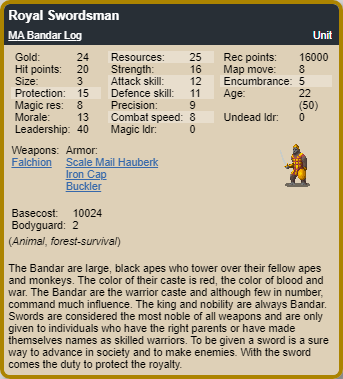 Royal Swordsman
MA Bandar Log Unit
Gold: 24 Resources: 25 Rec points: 16000
Hit points: 20 Strength: 16 Map move: 8
Size: 3 Attack skill: 12 Encumbrance: 5
Protection: 15 Defence skill: 11 Age: 22
Magic res: 8 Precision: 9 (50)
Morale: 13 Combat speed: 8 Undead ldr: 0
Leadership: 40 Magic ldr: 0
Weapons: Armor:
Falchion Scale Mail Hauberk
Iron Cap
Buckler
Basecost: 10024
Bodyguard: 2
(Animal, forest-survival)
The Bandar are large, black apes who tower over their fellow apes
and monkeys. The color of their caste is red, the color of blood and
war. The Bandar are the warrior caste and although few in number,
command much influence. The king and nobility are always Bandar.
Swords are considered the most noble of all weapons and are only
given to individuals who have the right parents or have made
themselves names as skilled warriors. To be given a sword is a sure
way to advance in society and to make enemies. With the sword
comes the duty to protect the royalty.